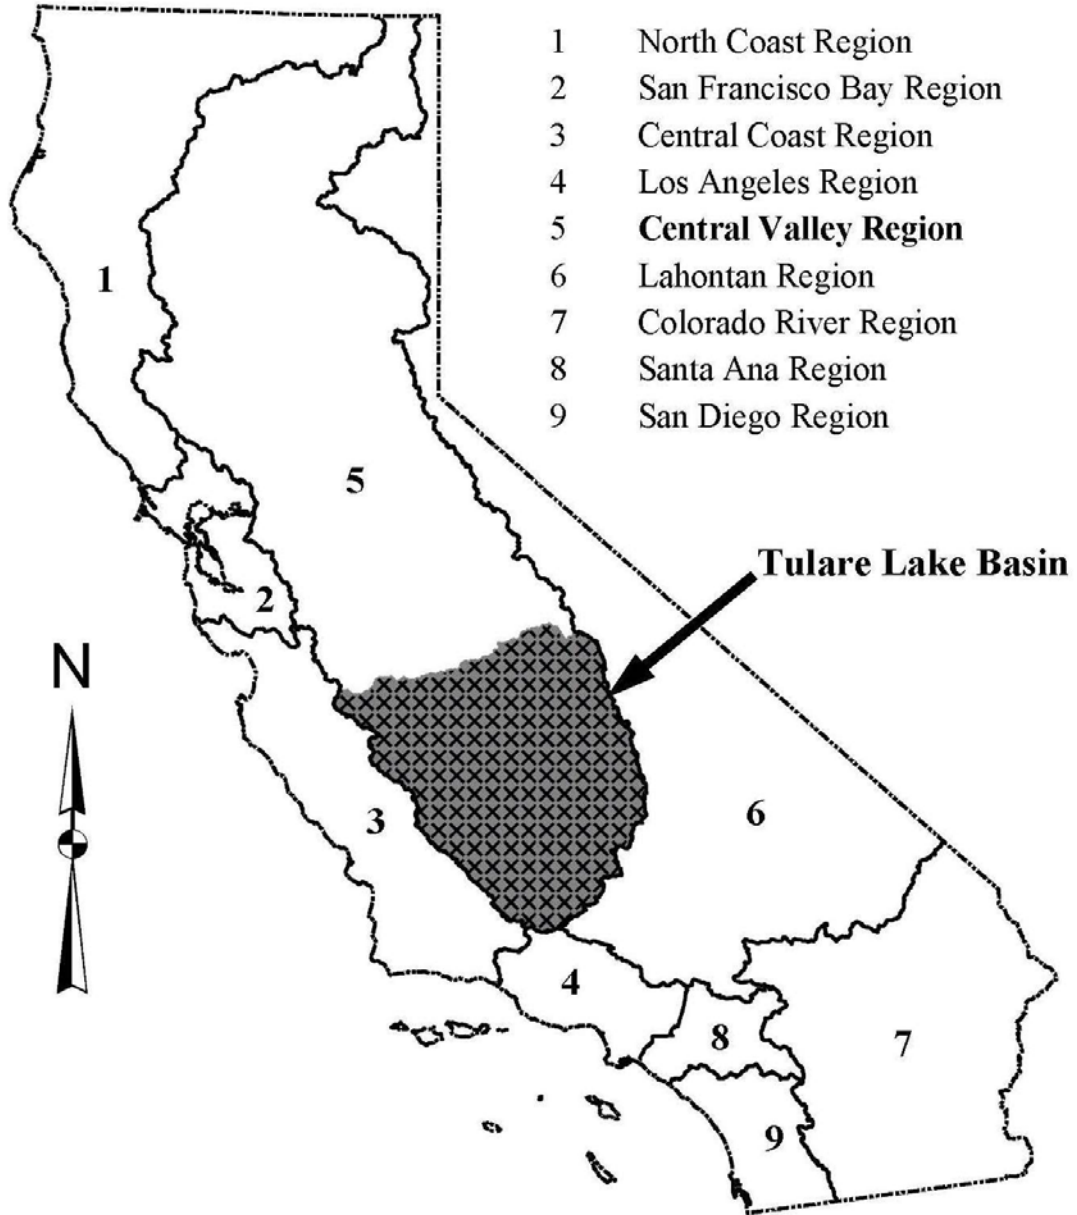 1 North Coast Region
2 San Francisco Bay Region
3 Central Coast Region
4 Los Angeles Region
5 Central Valley Region
6 Lahontan Region
7 Colorado River Region
8 Santa Ana Region
9 San Diego Region
1
5
Tulare Lake Basin
2
N
3
6
4
8
7
9